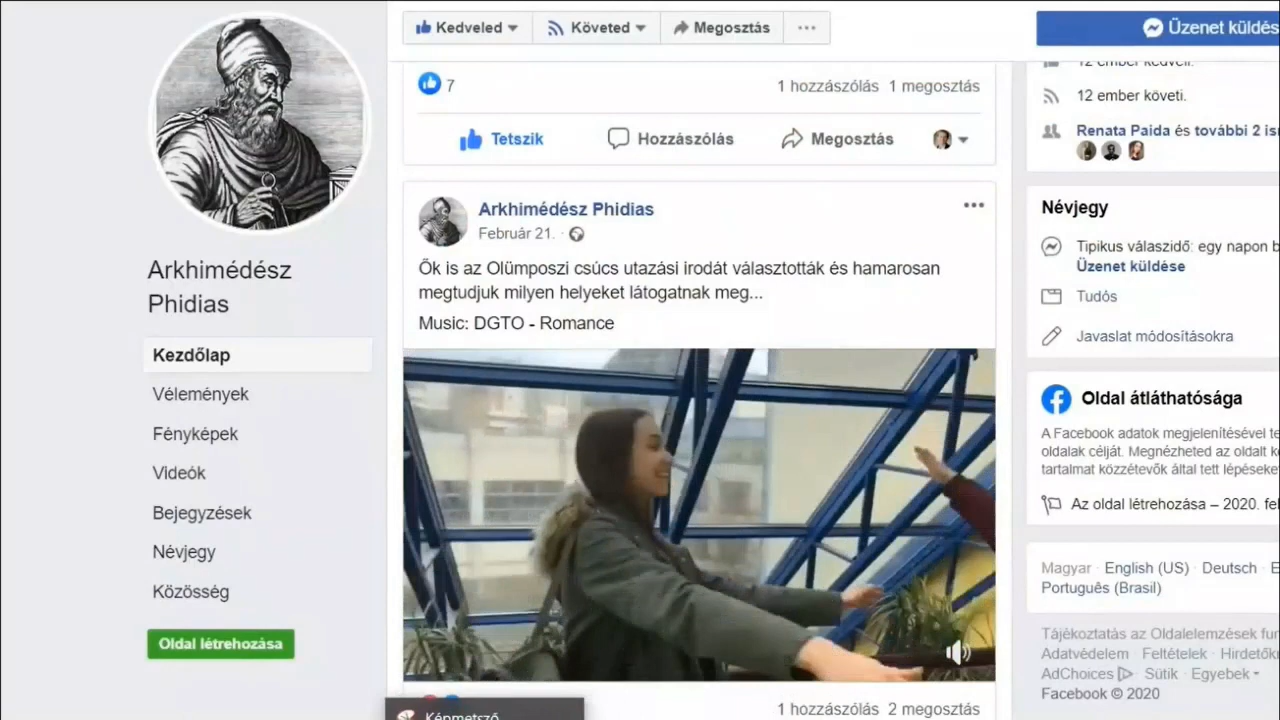 Kedveled
Követed
Megosztás
Üzenet küldés
7
1 hozzászólás 1 megosztás
12 ember kedveli.
12 ember követi.
Tetszik
Hozzászólás
Megosztás
Renata Paida és további 2
Arkhimédész Phidias
Február 21.
Ők is az Olümposzi csúcs utazási irodát választották és hamarosan
megtudjuk milyen helyeket látogatnak meg...
Music: DGTO - Romance
1 hozzászólás 2 megosztás
Arkhimédész
Phidias
Kezdőlap
Vélemények
Fényképek
Videók
Bejegyzések
Névjegy
Közösség
Oldal létrehozása
Képmetsző
Névjegy
Tipikus válaszidő: egy napon
Üzenet küldése
Tudós
Javaslat módosításokra
Oldal átláthatósága
A Facebook adatok megjelenítésével
oldalak célját. Megnézheted az oldalt
tartalmat közzétevők által tett lépéseke
Az oldal létrehozása – 2020.
Magyar · English (US) · Deutsch ·
Português (Brasil)
Tájékoztatás az Oldalelemzések
Adatvédelem · Feltételek · Hirdetők
AdChoices · Sütik · Egyebek
Facebook © 2020